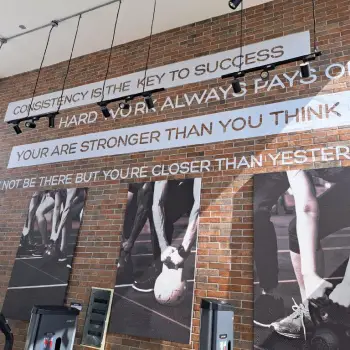 CONSISTENCY IS THE KEY TO SUCCESS
HARD WORK ALWAYS PAYS
YOUR ARE STRONGER THAN YOU THINK
NOT BE THERE BUT YOU'RE CLOSER THAN YESTER